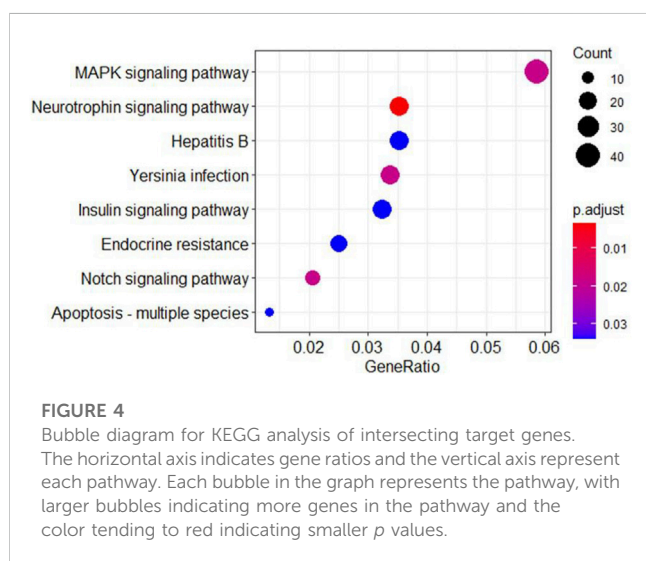 MAPK signaling pathway
Neurotrophin signaling pathway
Hepatitis B
Yersinia infection
Insulin signaling pathway
Endocrine resistance
Notch signaling pathway
Apoptosis - multiple species
0.02 0.03 0.04 0.05 0.06
GeneRatio
Count
10
20
30
40
p.adjust
0.01
0.02
0.03
FIGURE 4
Bubble diagram for KEGG analysis of intersecting target genes.
The horizontal axis indicates gene ratios and the vertical axis represent
each pathway. Each bubble in the graph represents the pathway, with
larger bubbles indicating more genes in the pathway and the
color tending to red indicating smaller p values.